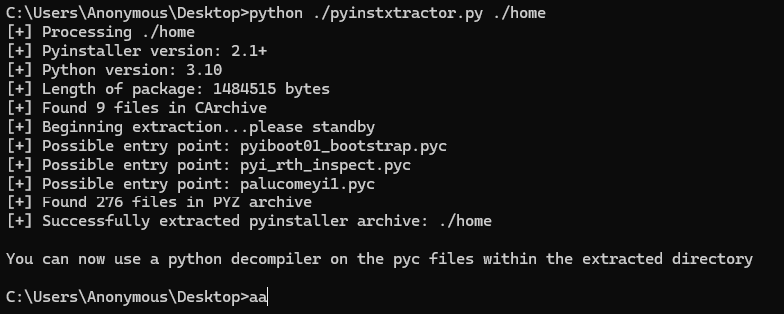 C:\Users\Anonymous\Desktop>python ./pyinstxtractor.py ./home
[+] Processing ./home
[+] Pyinstaller version: 2.1+
[+] Python version: 3.10
[+] Length of package: 1484515 bytes
[+] Found 9 files in CArchive
[+] Beginning extraction...please standby
[+] Possible entry point: pyiboot01_bootstrap.pyc
[+] Possible entry point: pyi_rth_inspect.pyc
[+] Possible entry point: palucomeyi1.pyc
[+] Found 276 files in PYZ archive
[+] Successfully extracted pyinstaller archive: ./home
You can now use a python decompiler on the pyc files within the extracted directory
C:\Users\Anonymous\Desktop>aa